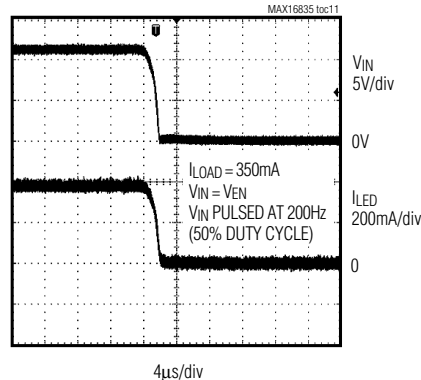 MAX16835 toc11
VIN
5V/div
0V
ILOAD = 350mA
VIN = VEN
VIN PULSED AT 200Hz
(50% DUTY CYCLE)
ILED
200mA/div
0
4μs/div